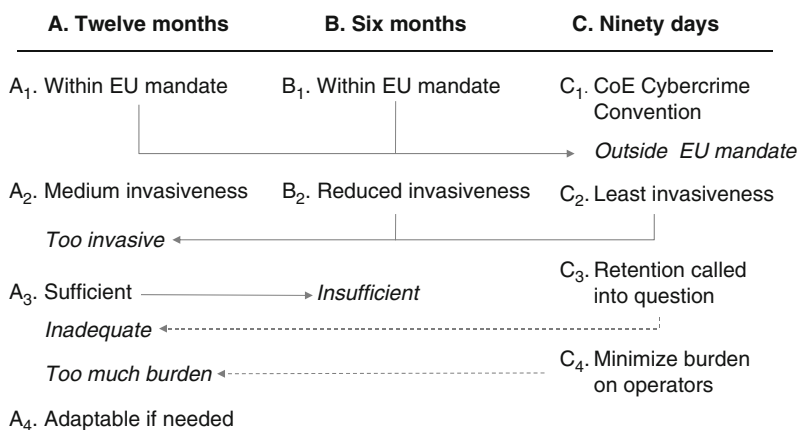 A. Twelve months B. Six months C. Ninety days
A₁. Within EU mandate B₁. Within EU mandate C₁. CoE Cybercrime
Convention
Outside EU mandate
A₂. Medium invasiveness B₂. Reduced invasiveness C₂. Least invasiveness
Too invasive
A₃. Sufficient Insufficient C₃. Retention called
into question
Inadequate
Too much burden C₄. Minimize burden
on operators
A₄. Adaptable if needed